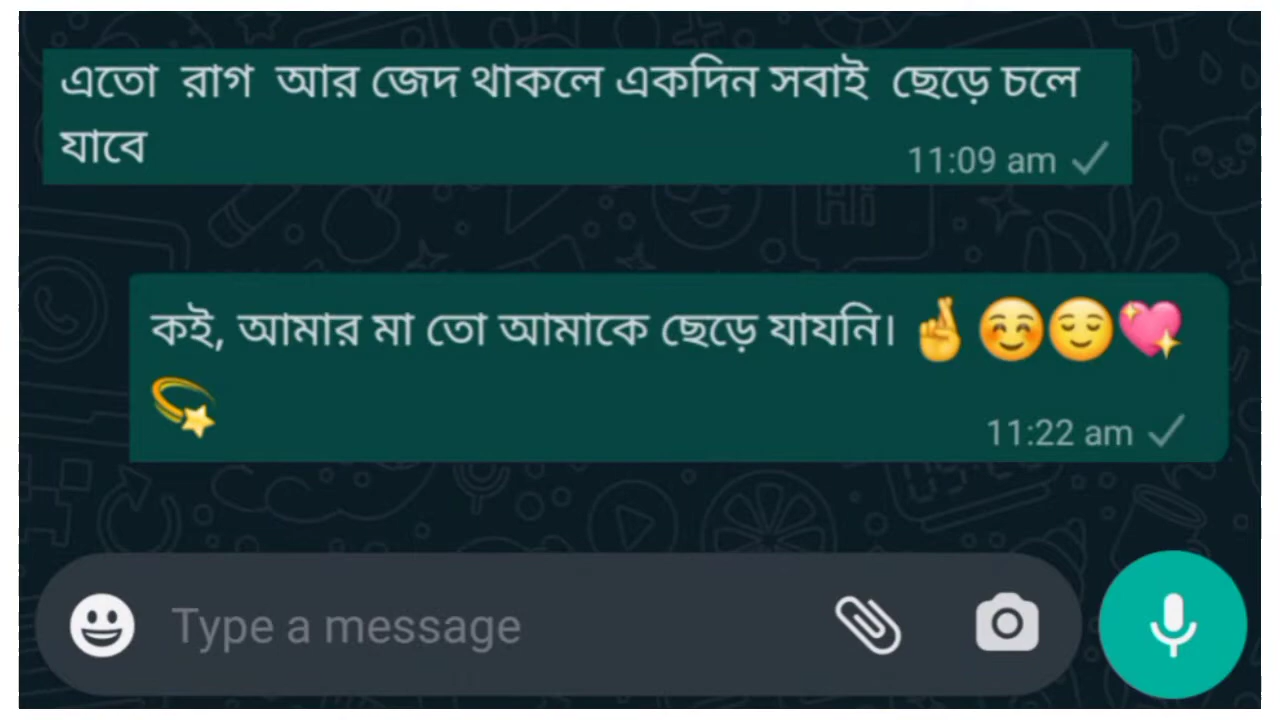 এতো রাগ আর জেদ থাকলে একদিন সবাই ছেড়ে চলে
যাবে
11:09 am
কই, আমার মা তো আমাকে ছেড়ে যাযনি। 🤞☺️😌💖
💫
11:22 am
Type a message